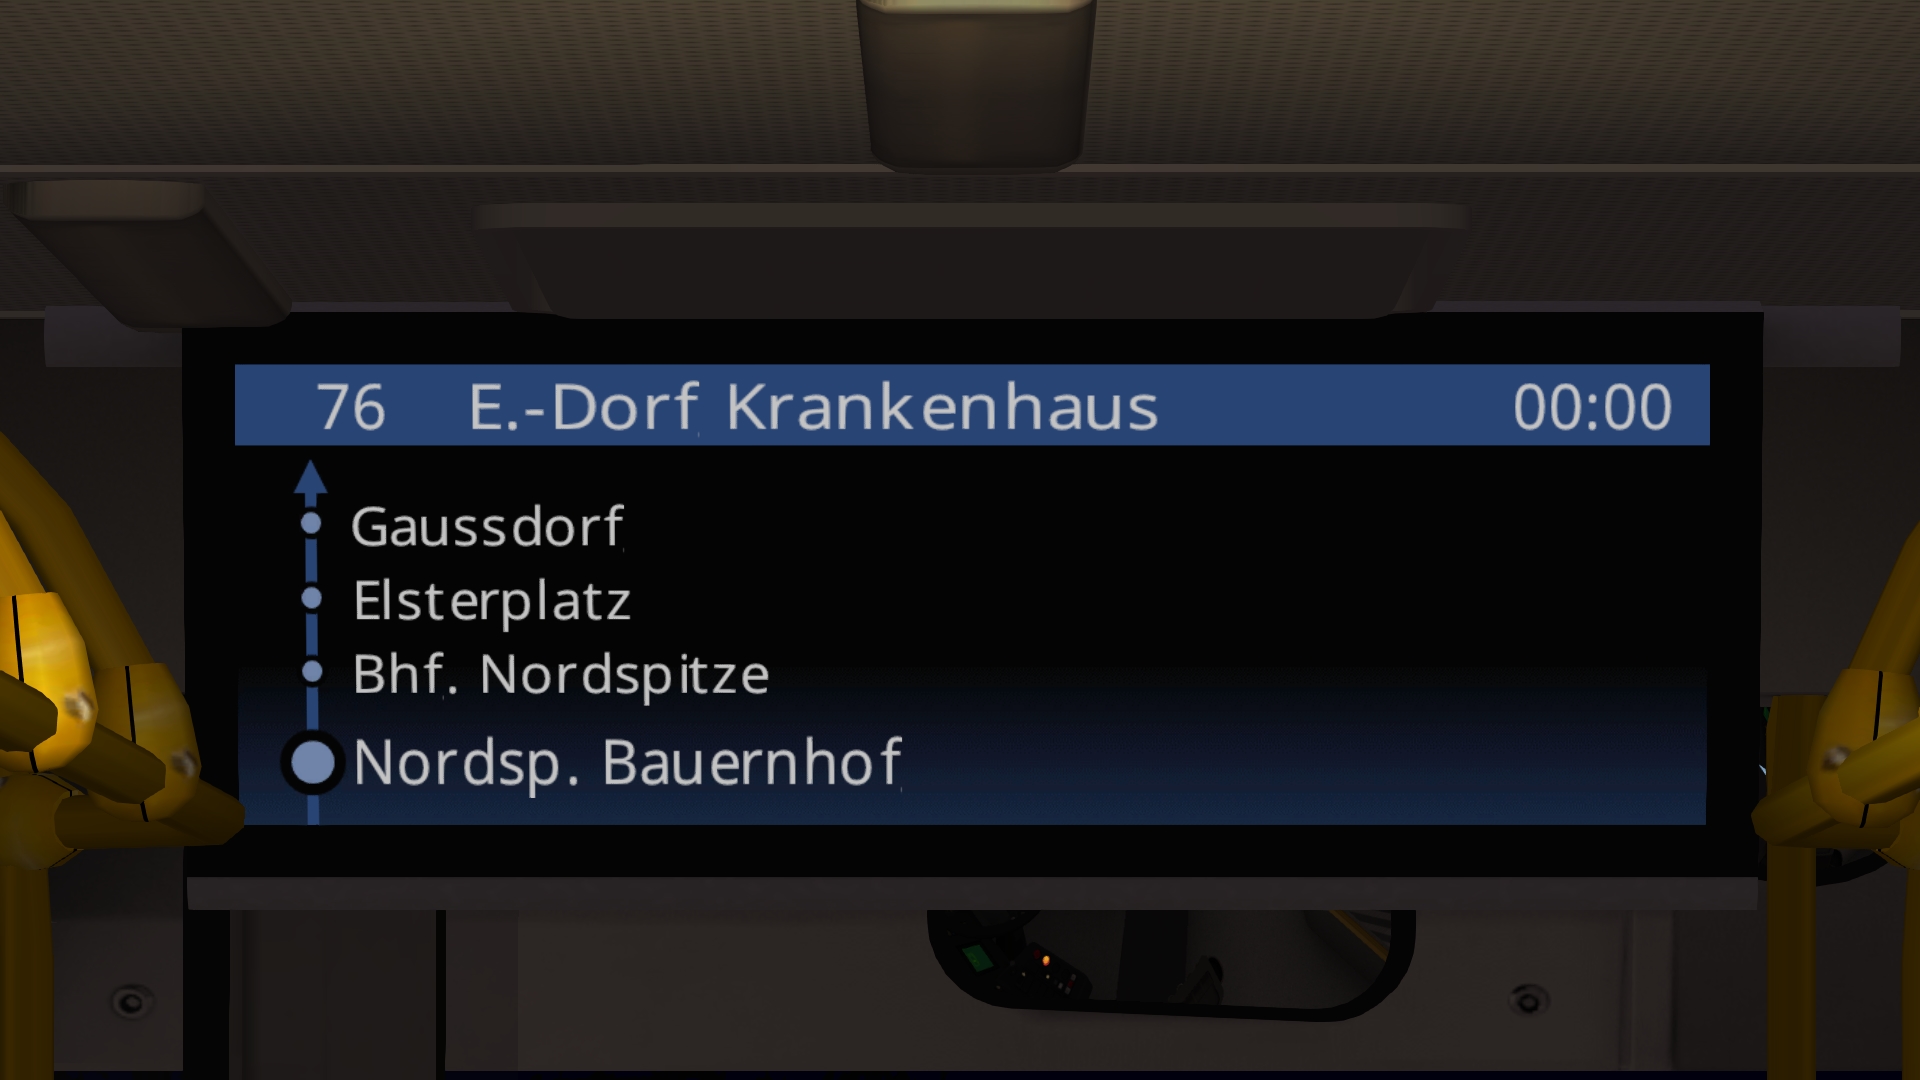 76 E.-Dorf Krankenhaus 00:00
Gaussdorf
Elsterplatz
Bhf. Nordspitze
Nordsp. Bauernhof